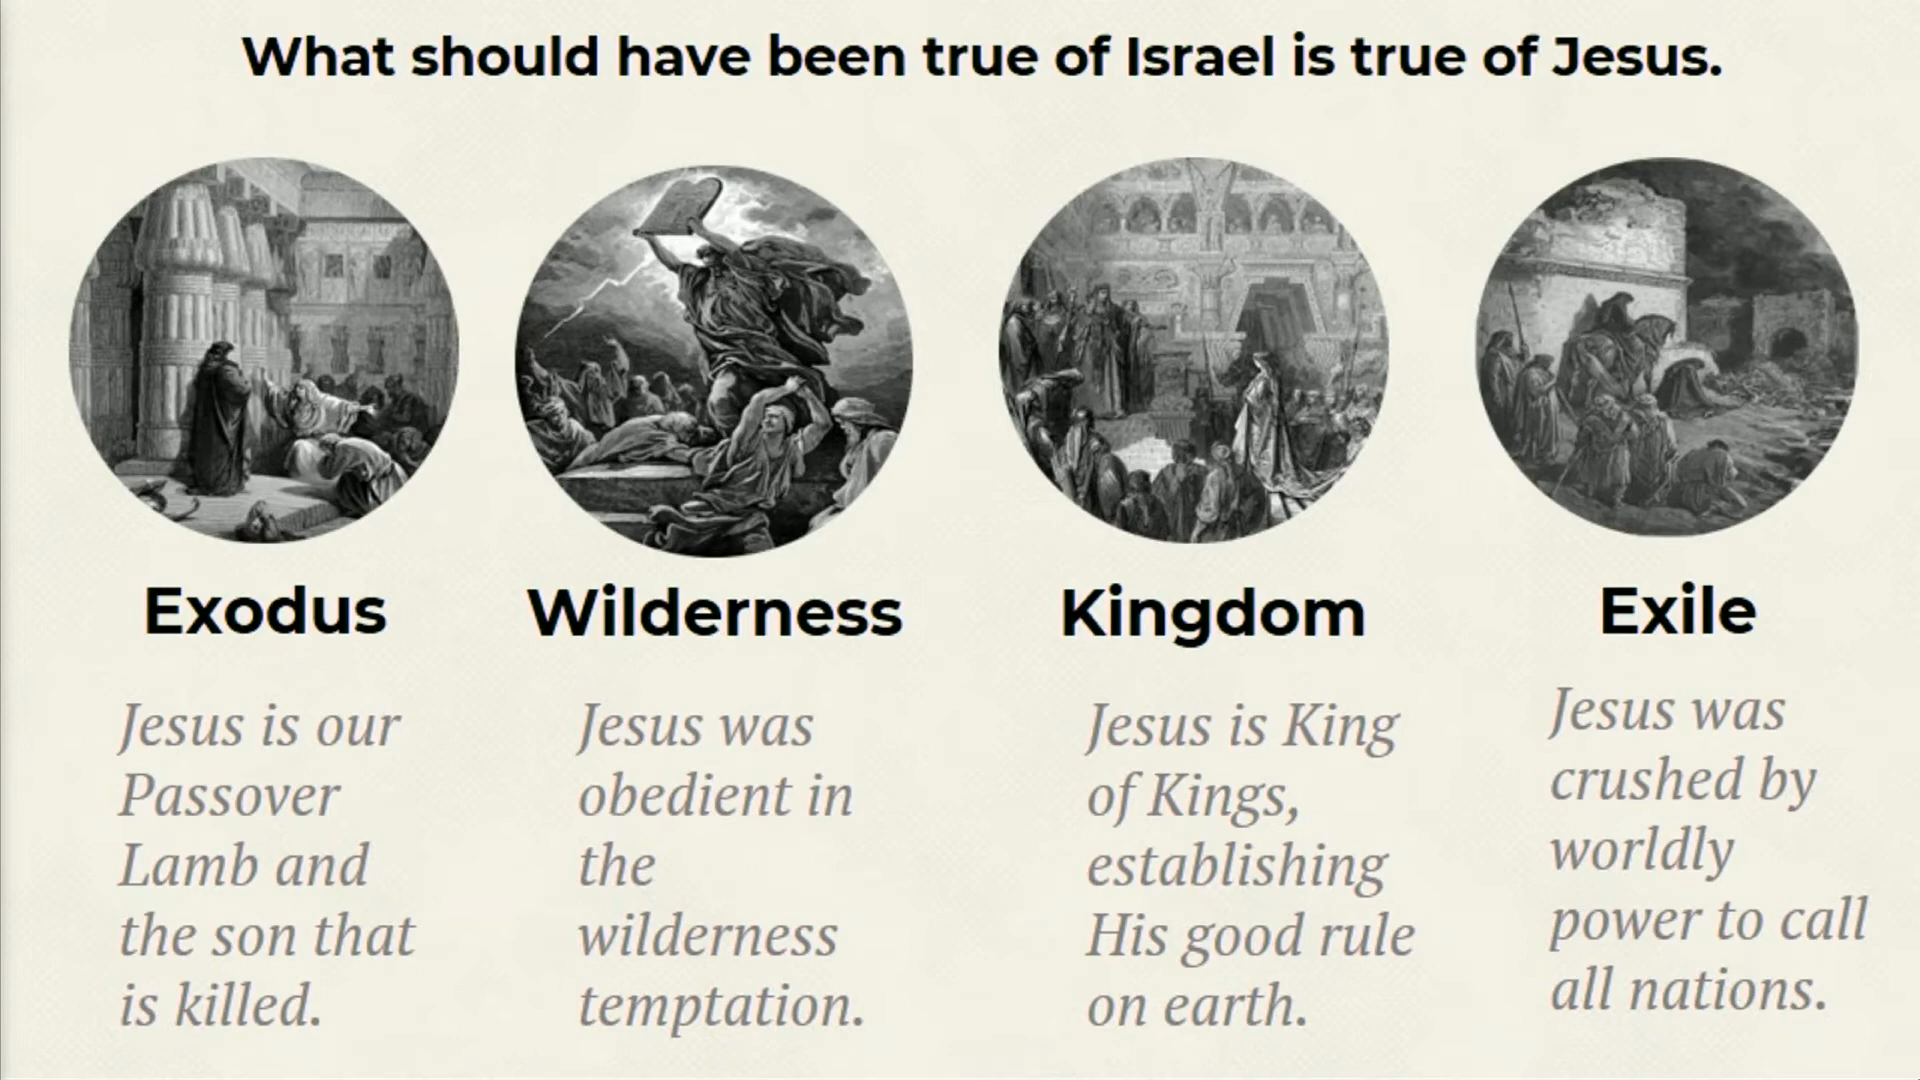 What should have been true of Israel is true of Jesus.
Exodus
Jesus is our
Passover
Lamb and
the son that
is killed.
Wilderness
Jesus was
obedient in
the
wilderness
temptation.
Kingdom
Jesus is King
of Kings,
establishing
His good rule
on earth.
Exile
Jesus was
crushed by
worldly
power to call
all nations.